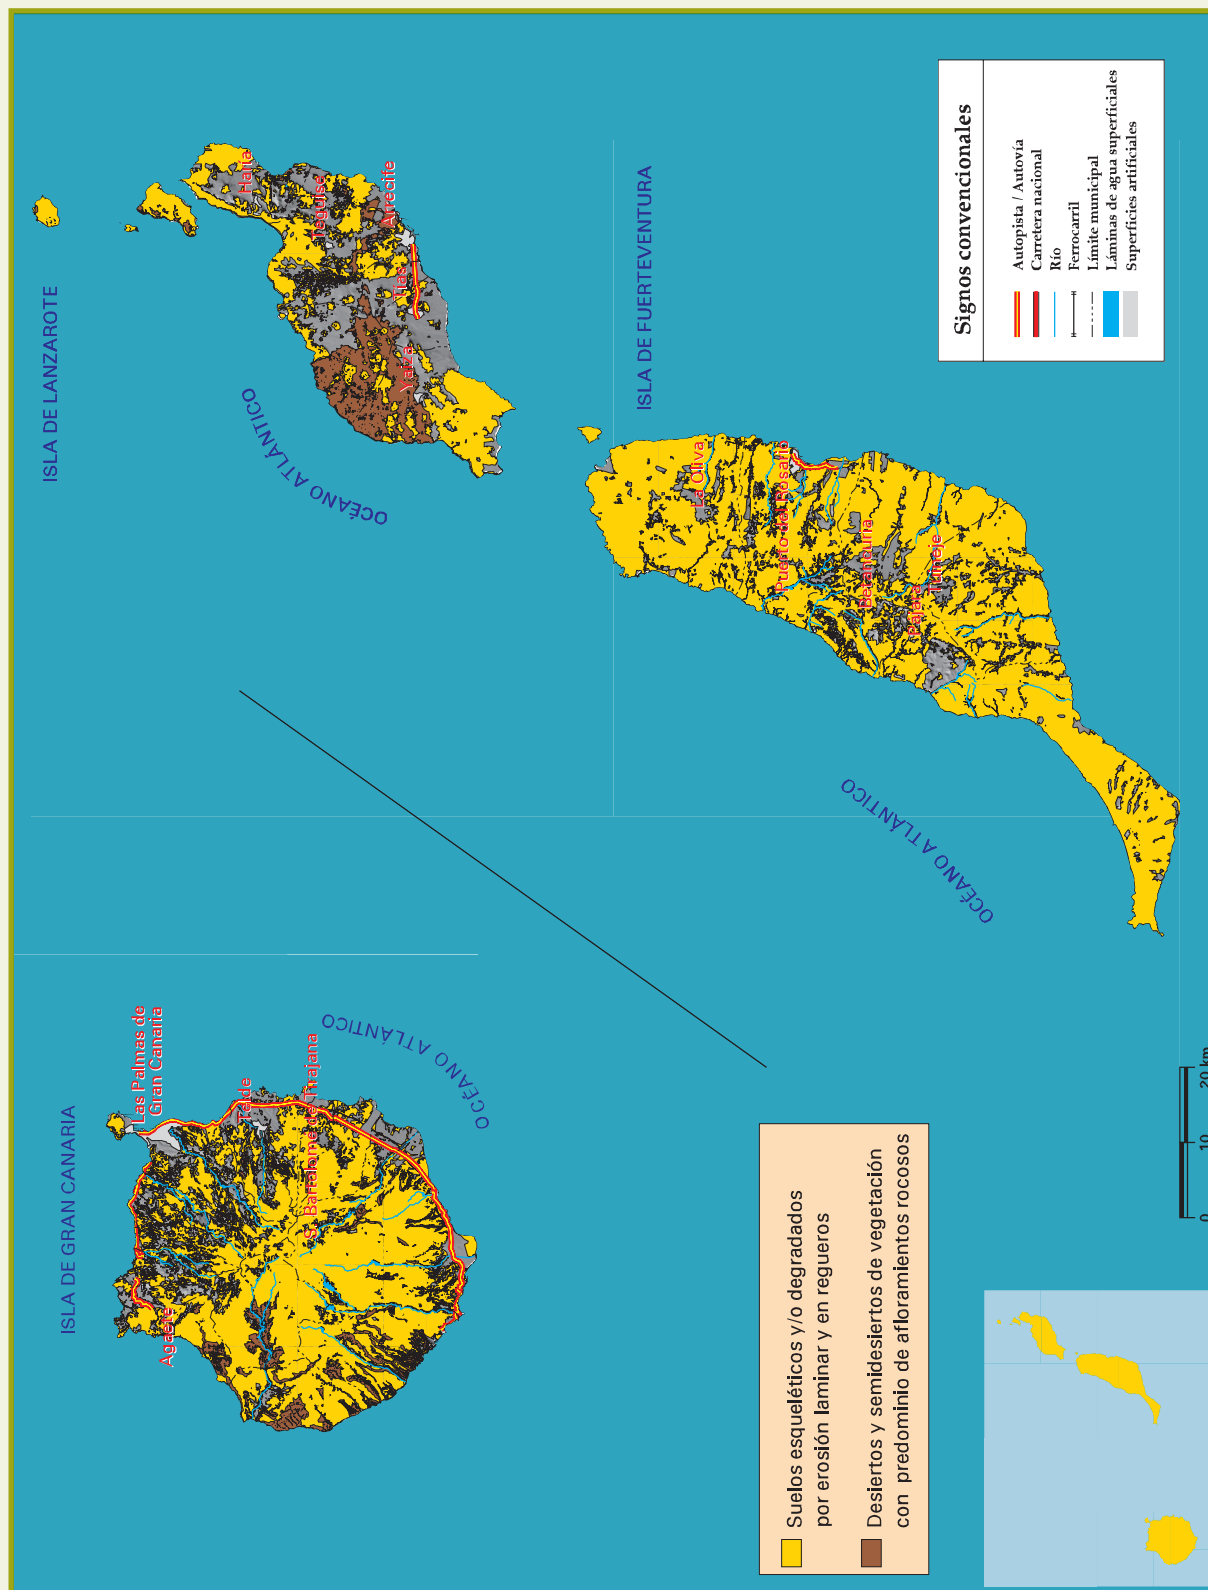 ISLA DE LANZAROTE
Haría
Teguise
Arrecife
Tías
Yaiza
OCÉANO ATLÁNTICO
ISLA DE FUERTEVENTURA
La Oliva
Puerto del Rosario
Betancuria
Tuineje
Pájara
OCÉANO ATLÁNTICO
Signos convencionales
Autopista / Autovía
Carretera nacional
Río
Ferrocarril
Límite municipal
Láminas de agua superficiales
Superficies artificiales
ISLA DE GRAN CANARIA
Las Palmas de
Gran Canaria
Telde
S. Bartolomé de Tirajana
Agaete
OCÉANO ATLÁNTICO
Suelos esqueléticos y/o degradados
por erosión laminar y en regueros
Desiertos y semidesiertos de vegetación
con predominio de afloramientos rocosos
0 10 20 km